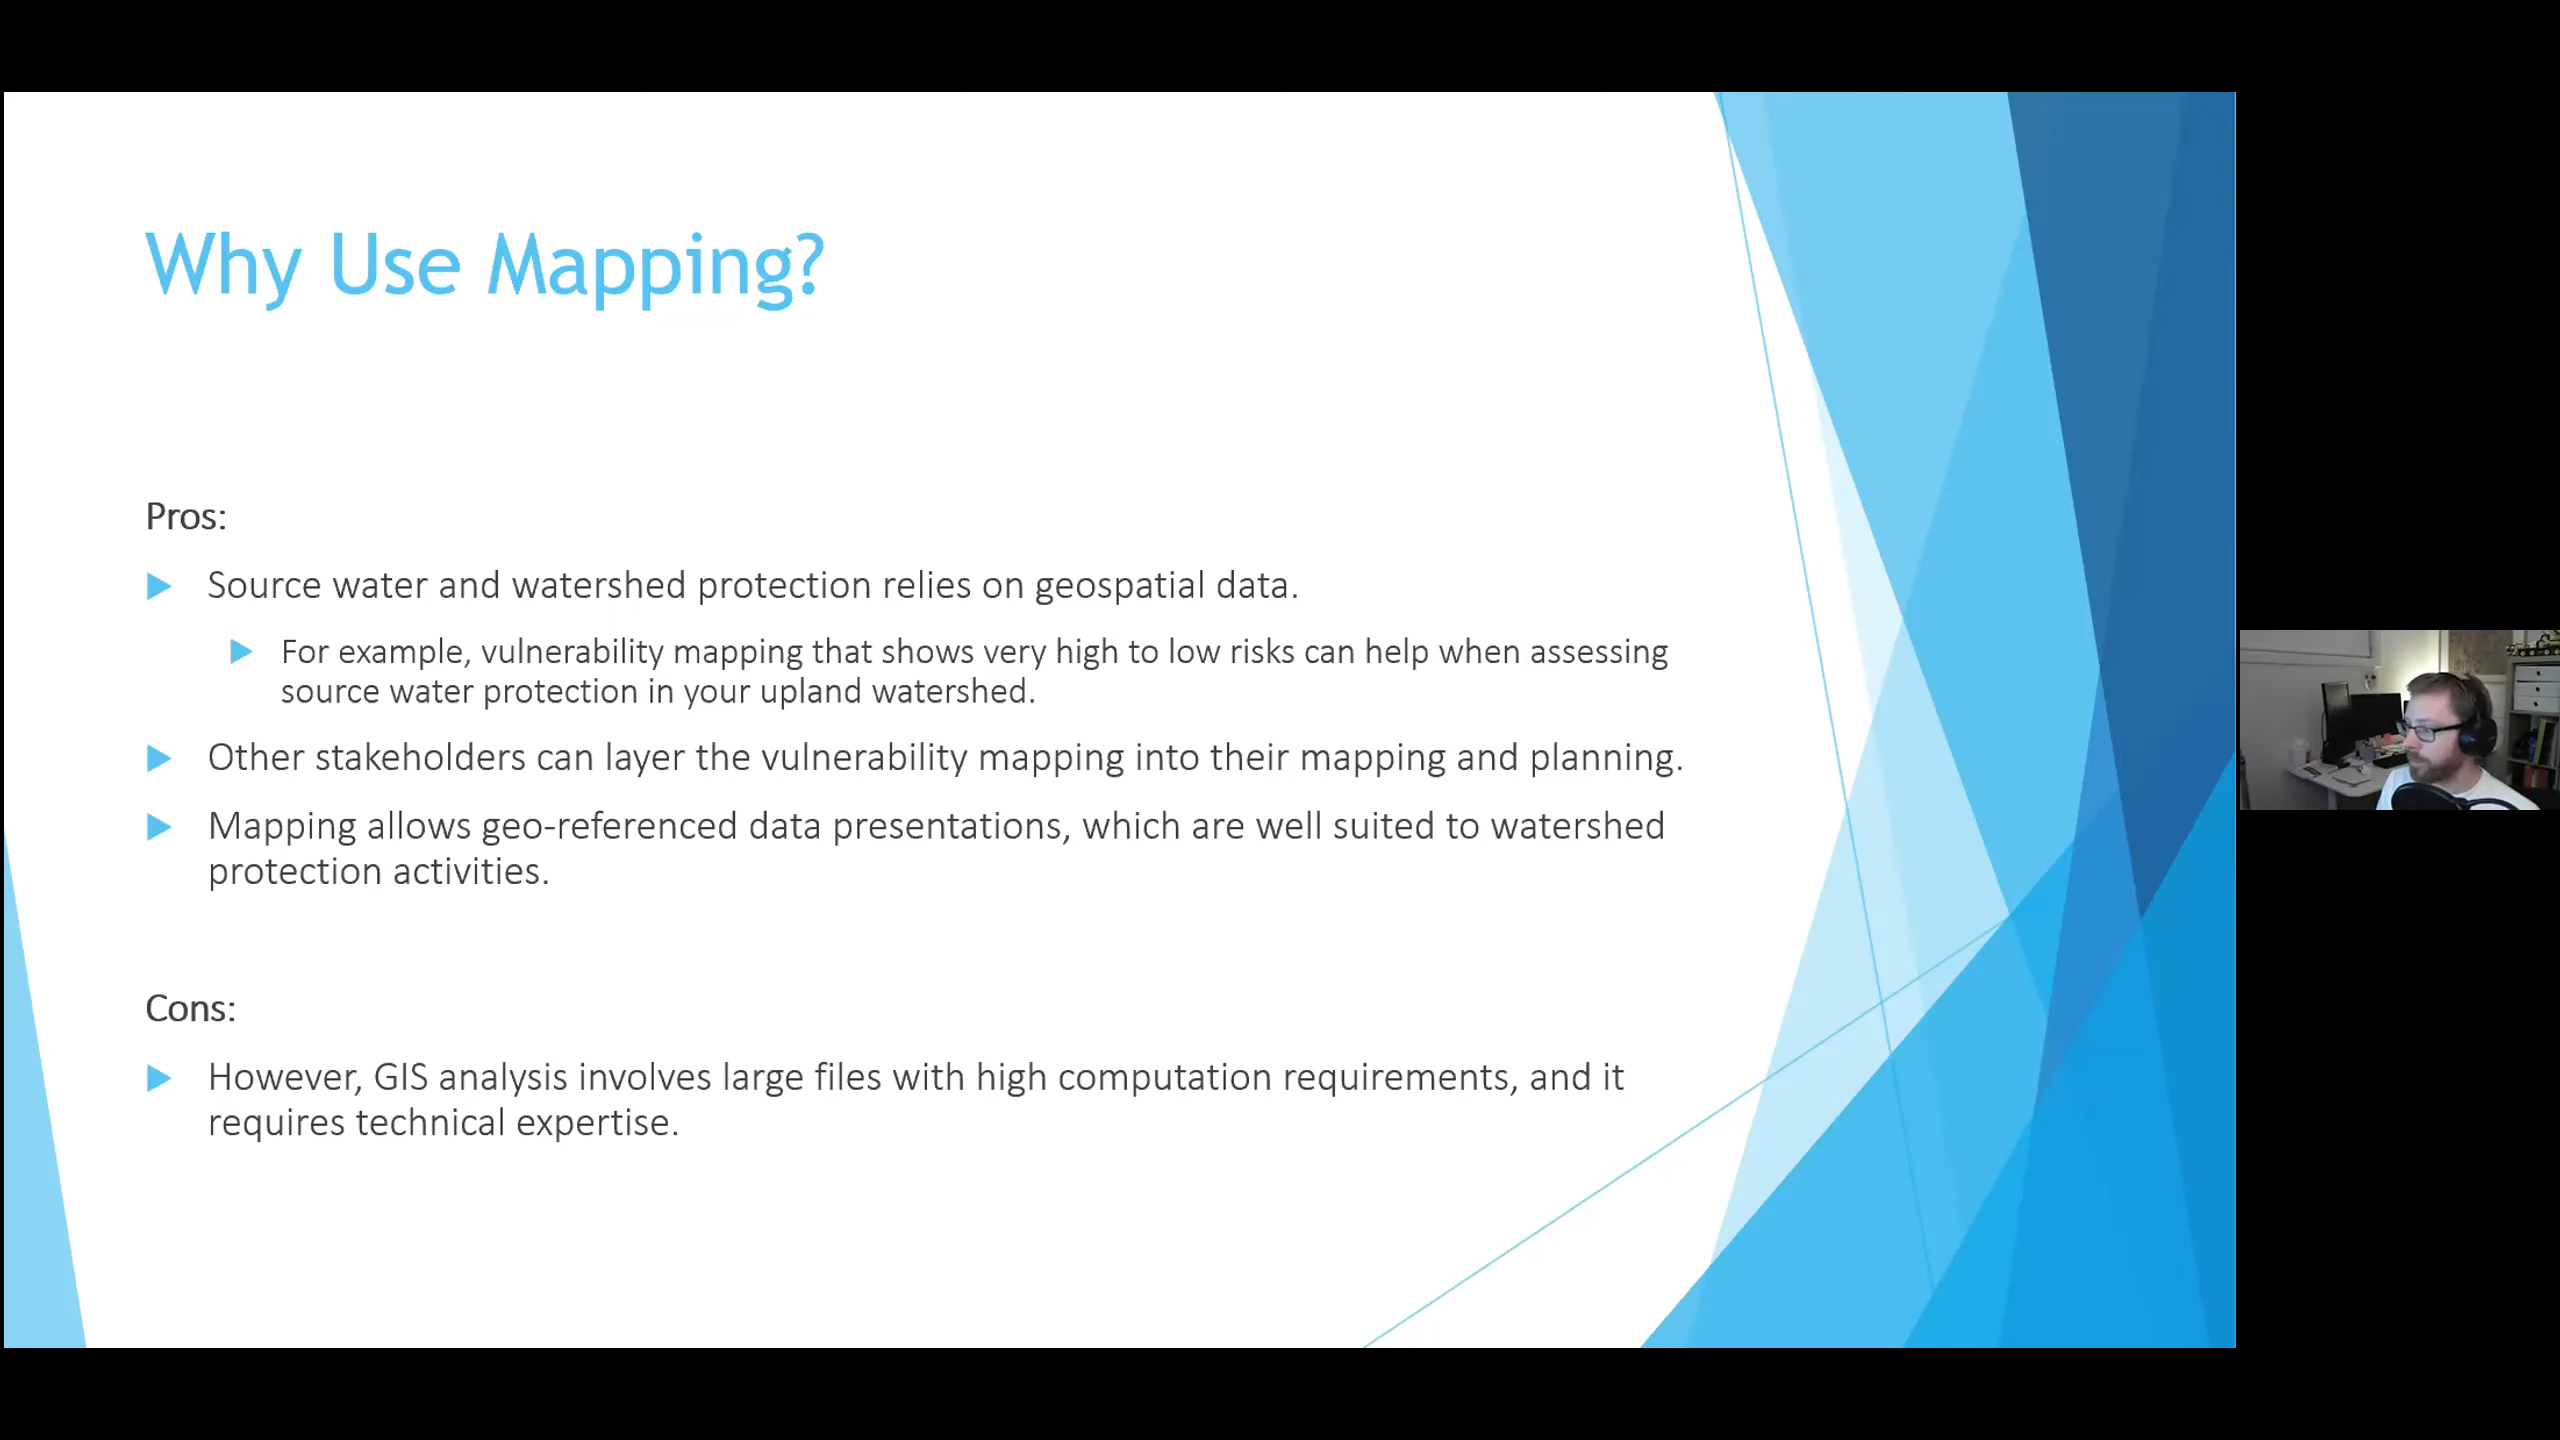 Why Use Mapping?
Pros:
Source water and watershed protection relies on geospatial data.
For example, vulnerability mapping that shows very high to low risks can help when assessing
source water protection in your upland watershed.
Other stakeholders can layer the vulnerability mapping into their mapping and planning.
Mapping allows geo-referenced data presentations, which are well suited to watershed
protection activities.
Cons:
However, GIS analysis involves large files with high computation requirements, and it
requires technical expertise.